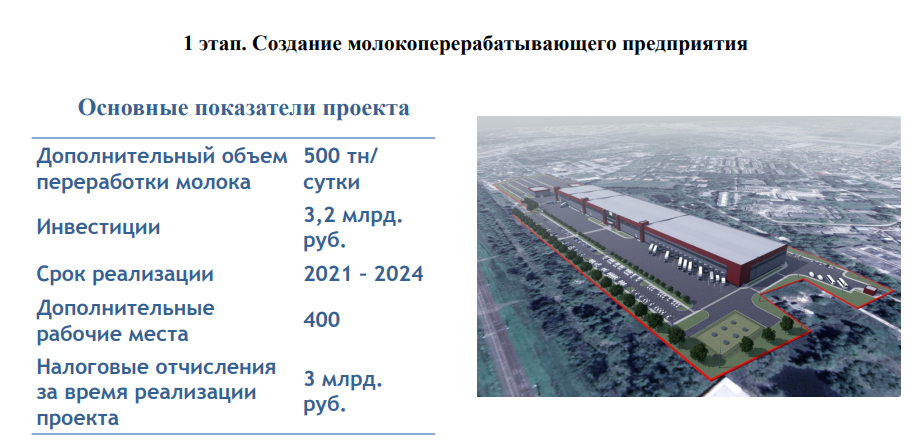 1 этап. Создание молокоперерабатывающего предприятия
Основные показатели проекта
Дополнительный объем 500 тн/
переработки молока сутки
Инвестиции 3,2 млрд.
руб.
Срок реализации 2021 – 2024
Дополнительные
рабочие места 400
Налоговые отчисления
за время реализации 3 млрд.
проекта руб.